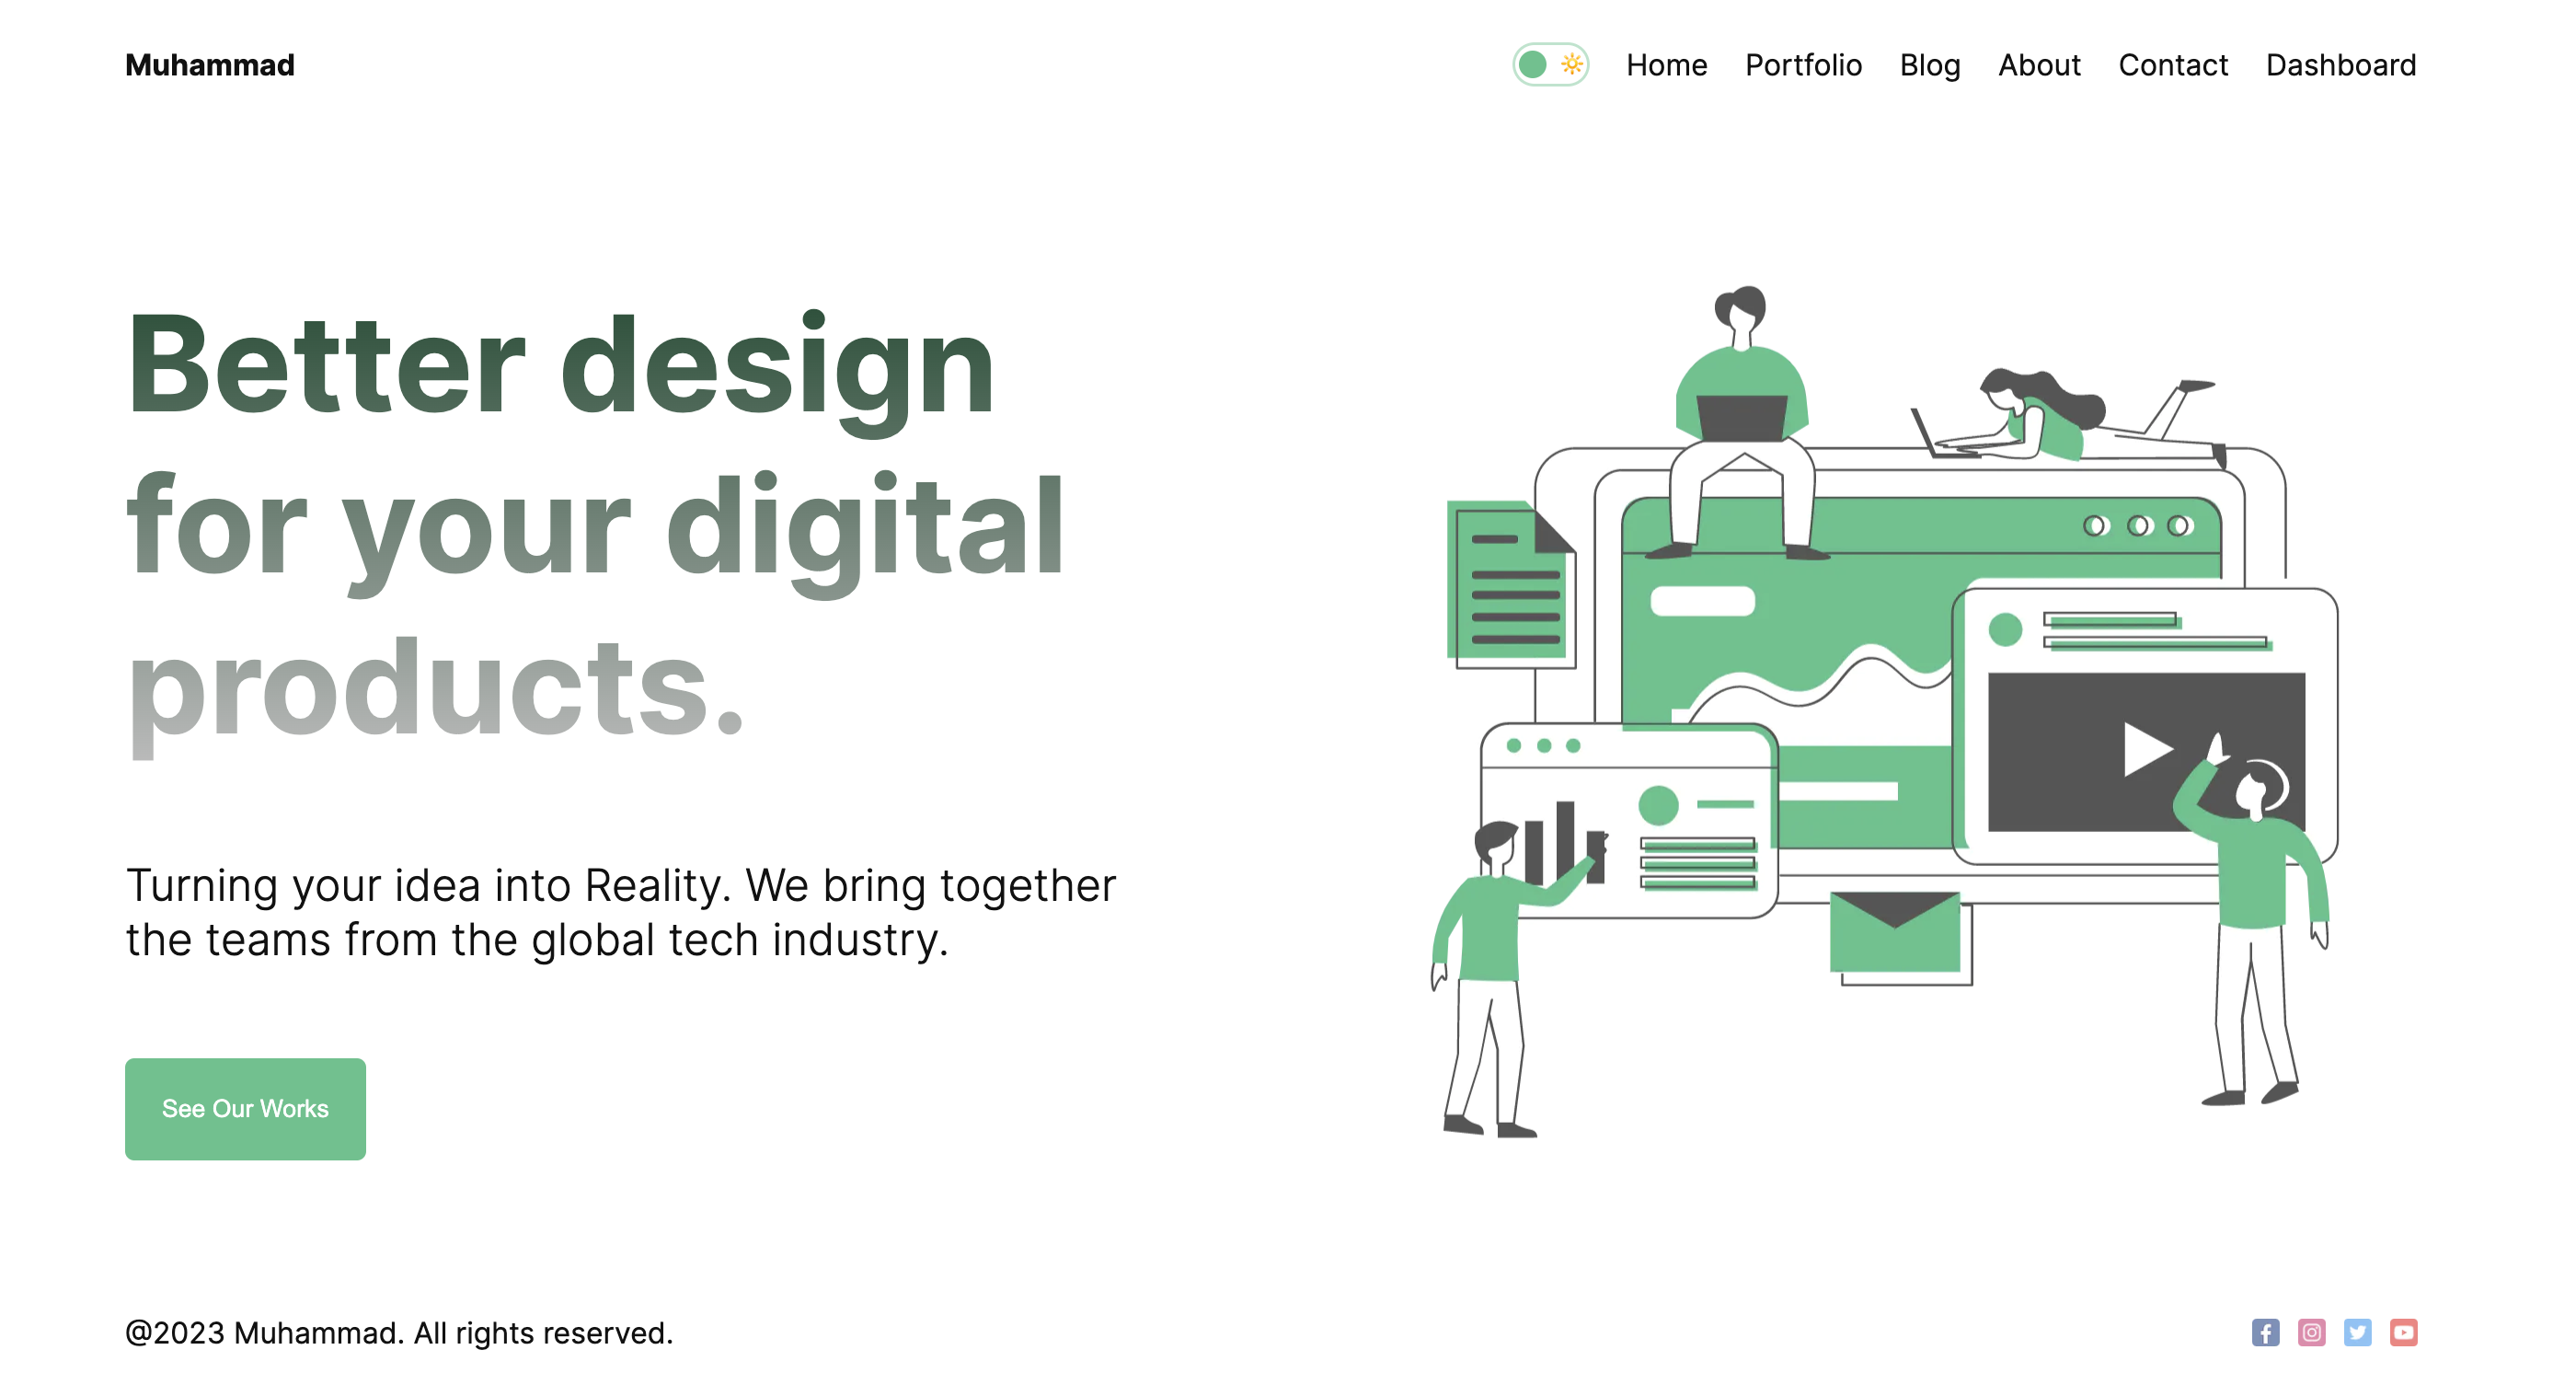 Muhammad
Home Portfolio Blog About Contact Dashboard
Better design
for your digital
products.
Turning your idea into Reality. We bring together
the teams from the global tech industry.
See Our Works
@2023 Muhammad. All rights reserved.